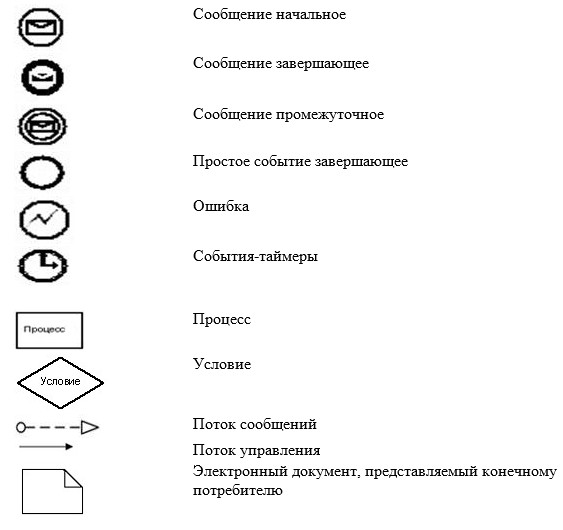 Сообщение начальное
Сообщение завершающее
Сообщение промежуточное
Простое событие завершающее
Ошибка
События-таймеры
Процесс
Процесс
Условие
Условие
Поток сообщений
Поток управления
Электронный документ, представляемый конечному
потребителю